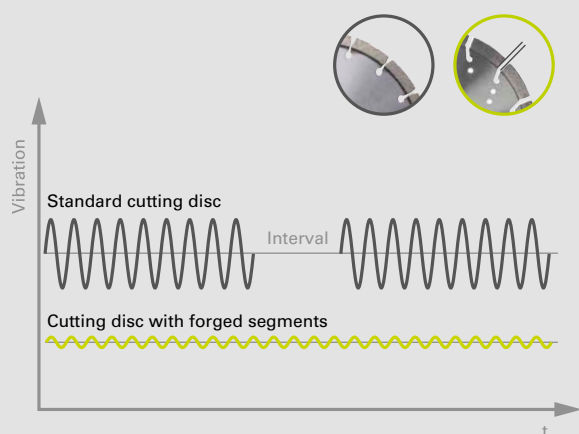 Vibration
Standard cutting disc
Interval
Cutting disc with forged segments
t